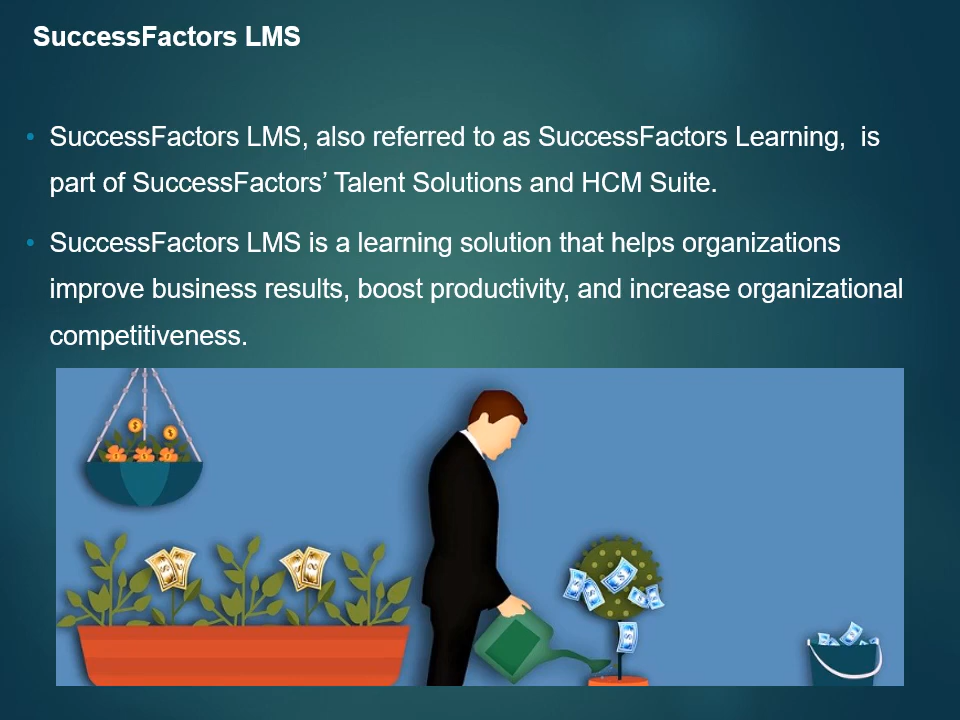 SuccessFactors LMS
• SuccessFactors LMS, also referred to as SuccessFactors Learning,  is
part of SuccessFactors’ Talent Solutions and HCM Suite.
• SuccessFactors LMS is a learning solution that helps organizations
improve business results, boost productivity, and increase organizational
competitiveness.